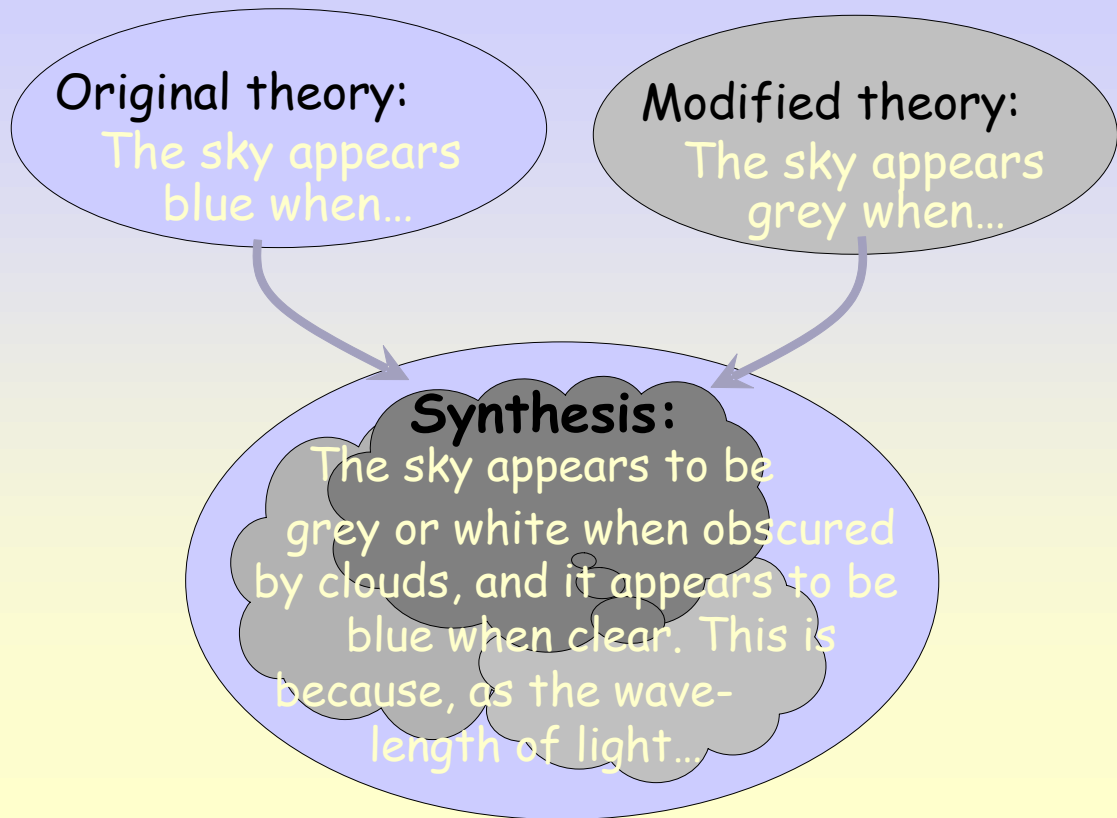 Original theory:
The sky appears
blue when…
Modified theory:
The sky appears
grey when…
Synthesis:
The sky appears to be
grey or white when obscured
by clouds, and it appears to be
blue when clear. This is
because, as the wave-
length of light…